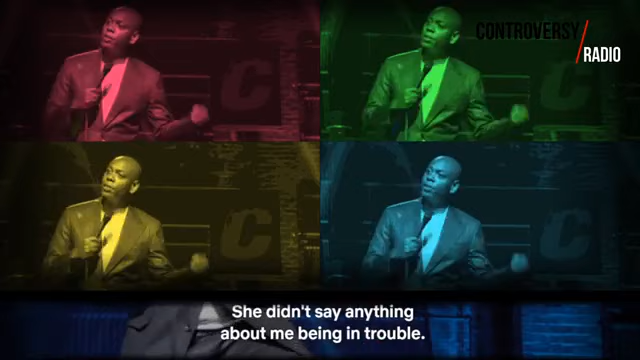 CONTROVERSY/
RADIO
C
C
C
C
She didn't say anything
about me being in trouble.